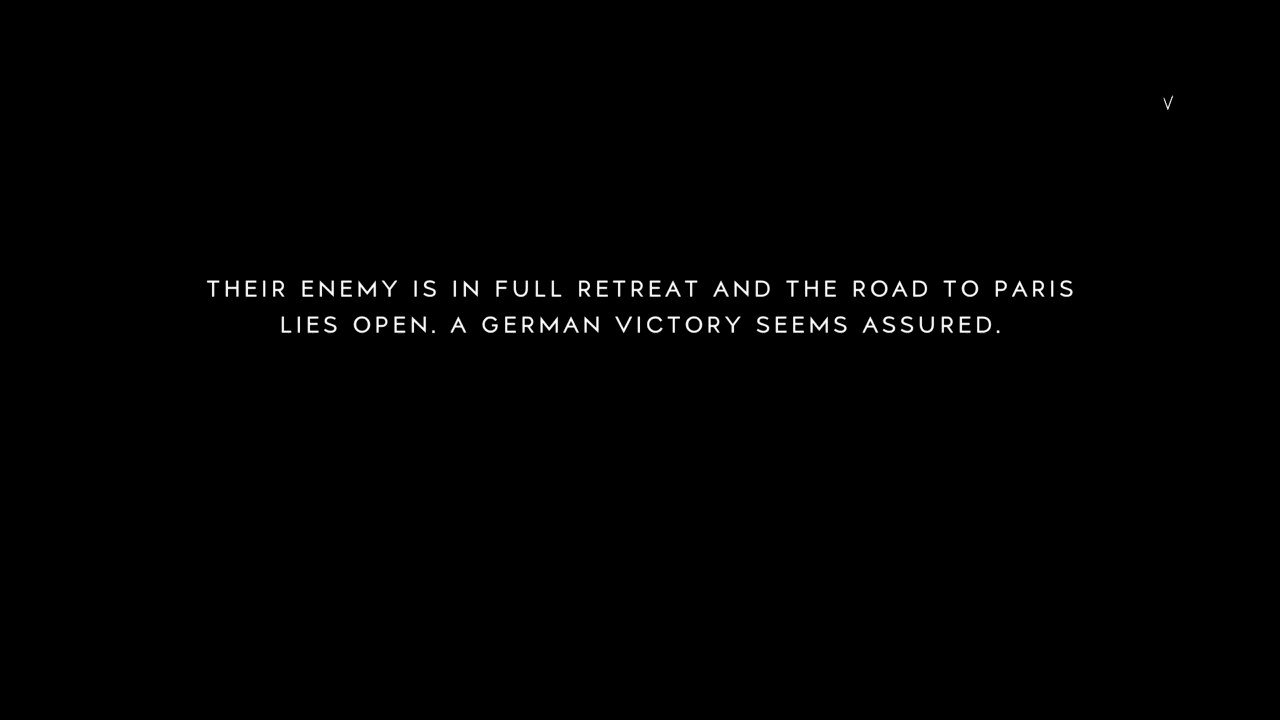 V
THEIR ENEMY IS IN FULL RETREAT AND THE ROAD TO PARIS
LIES OPEN. A GERMAN VICTORY SEEMS ASSURED.